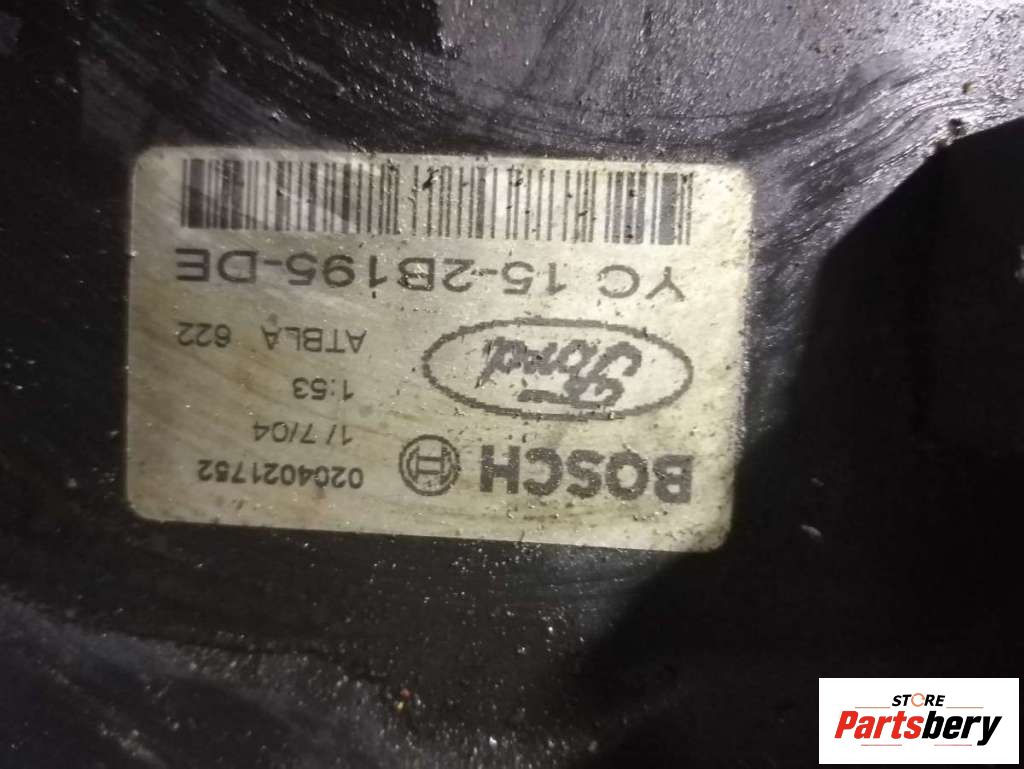 BOSCH 0204021752
1/ 7/04
Ford 1:53
ATBLA 622
YC 15-2B195-DE
STORE
Partsbery